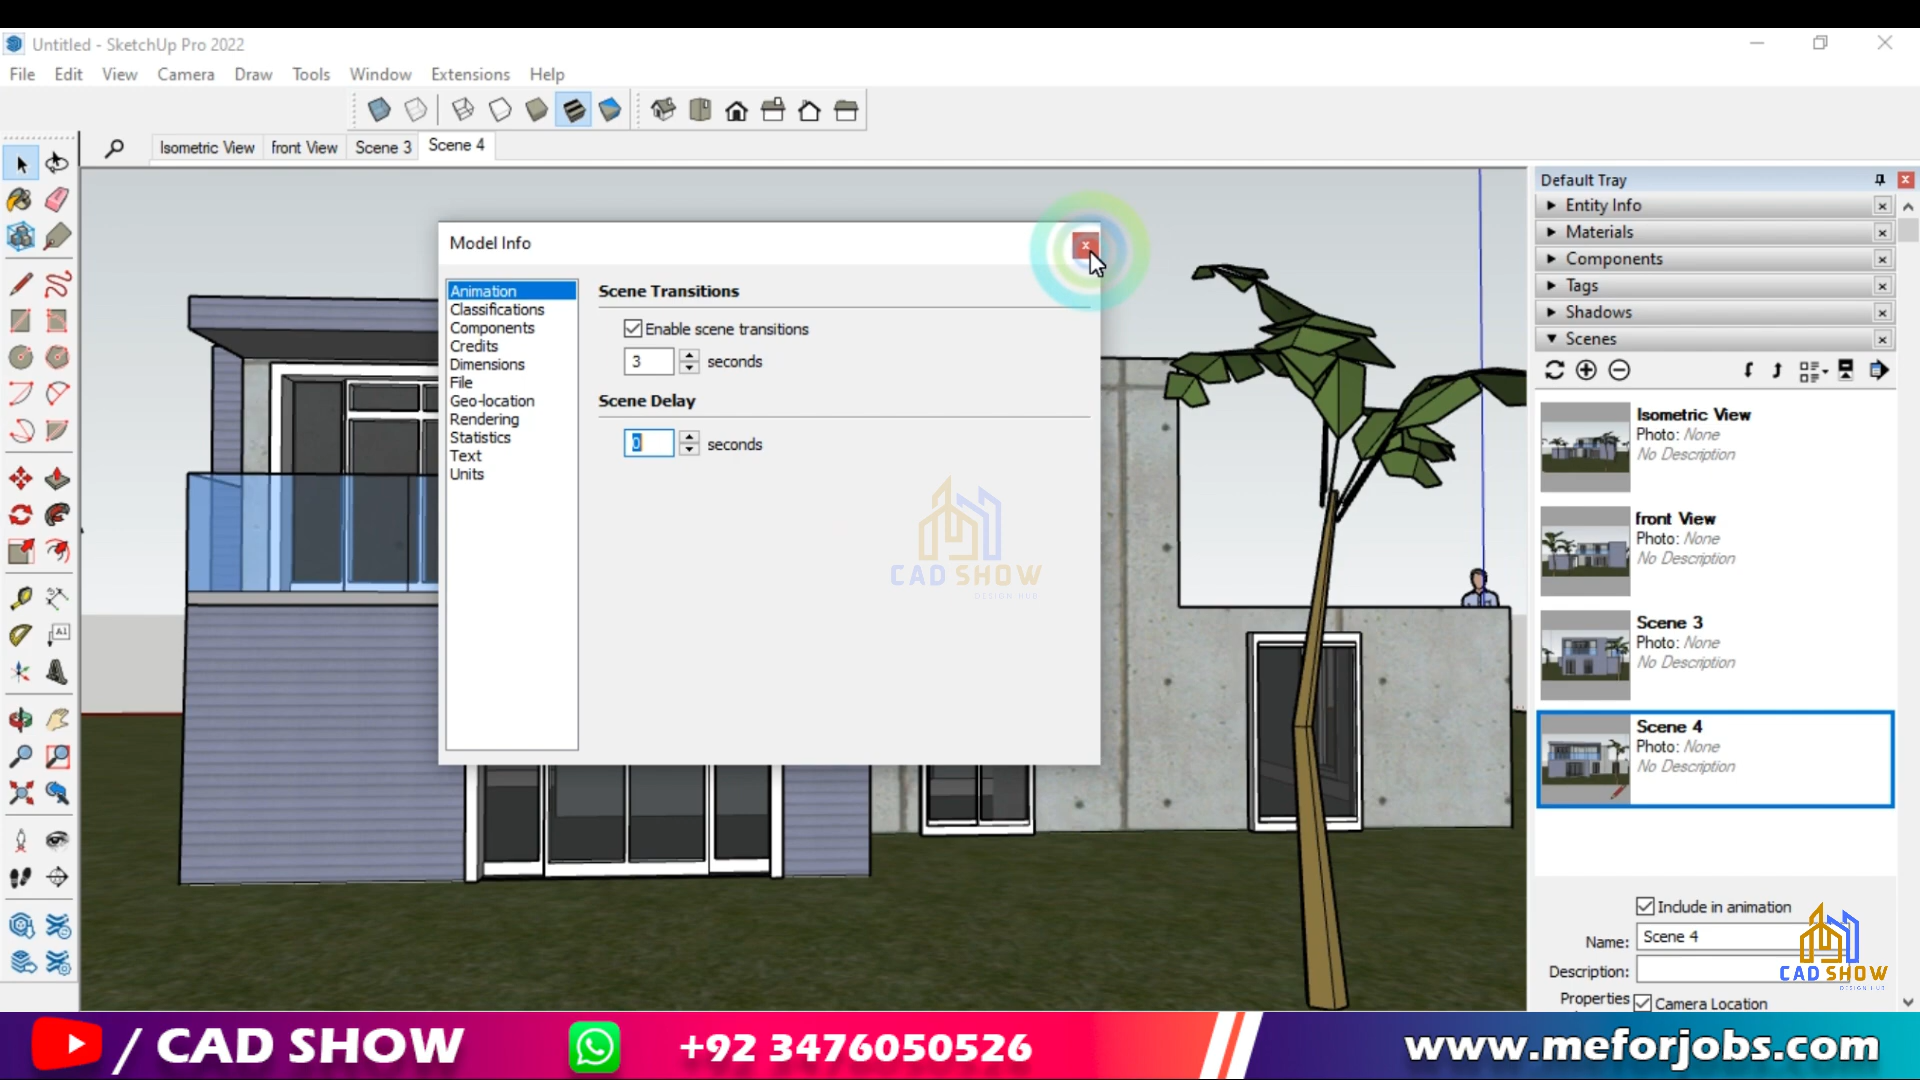 Untitled - SketchUp Pro 2022
File Edit View Camera Draw Tools Window Extensions Help
Isometric View front View Scene 3 Scene 4
Model Info
x
Animation
Classifications
Components
Credits
Dimensions
File
Geo-location
Rendering
Statistics
Text
Units
Scene Transitions
Enable scene transitions
3 seconds
Scene Delay
0 seconds
CAD SHOW
DESIGN HUB
A1
Default Tray
Entity Info
Materials
Components
Tags
Shadows
Scenes
Isometric View
Photo: None
No Description
front View
Photo: None
No Description
Scene 3
Photo: None
No Description
Scene 4
Photo: None
No Description
Include in animation
Name: Scene 4
Description:
Properties Camera Location
CAD SHOW
DESIGN HUB
/ CAD SHOW
+92 3476050526
www.meforjobs.com